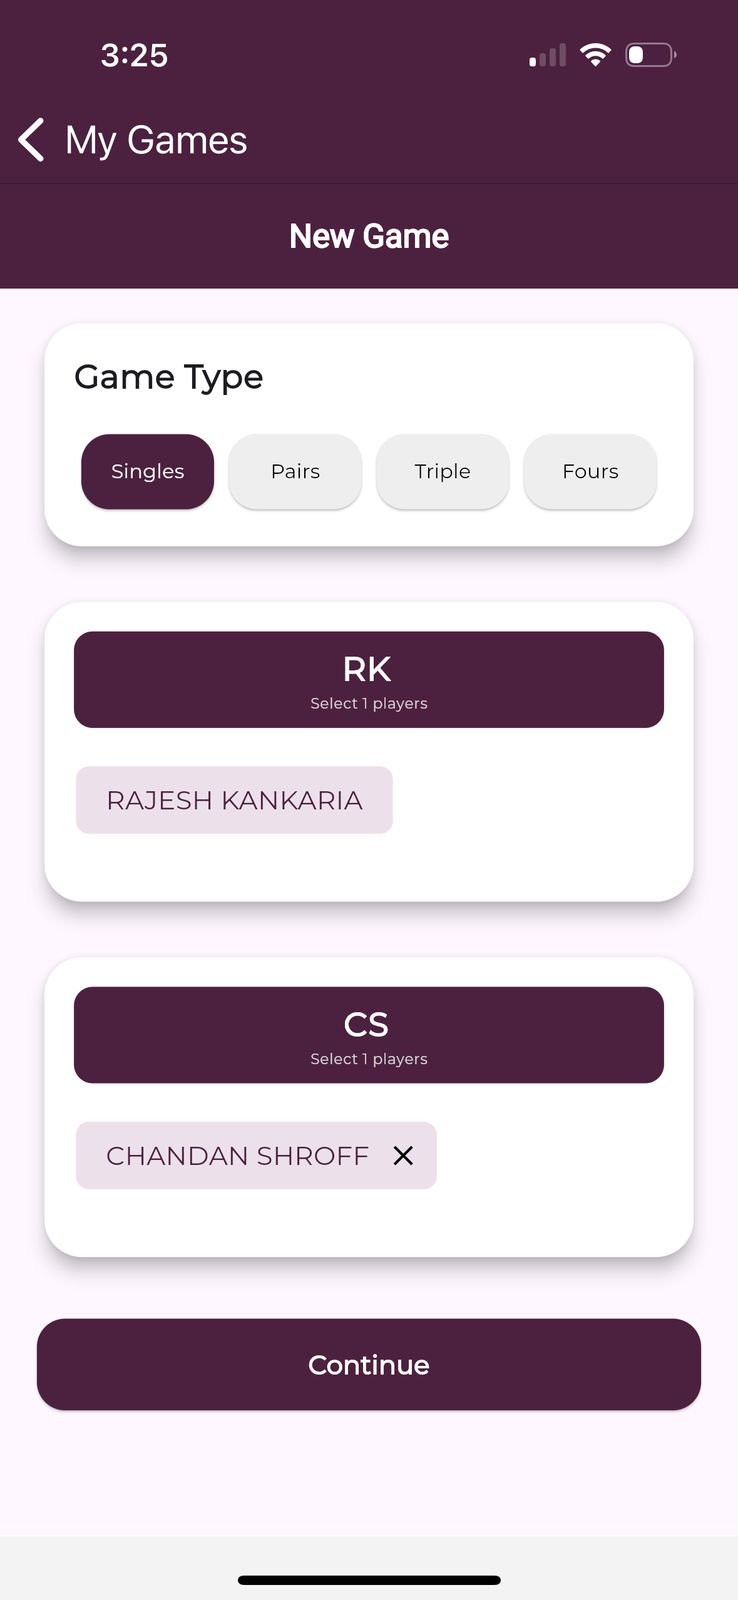 3:25
My Games
New Game
Game Type
Singles
Pairs
Triple
Fours
RK
Select 1 players
RAJESH KANKARIA
CS
Select 1 players
CHANDAN SHROFF
Continue